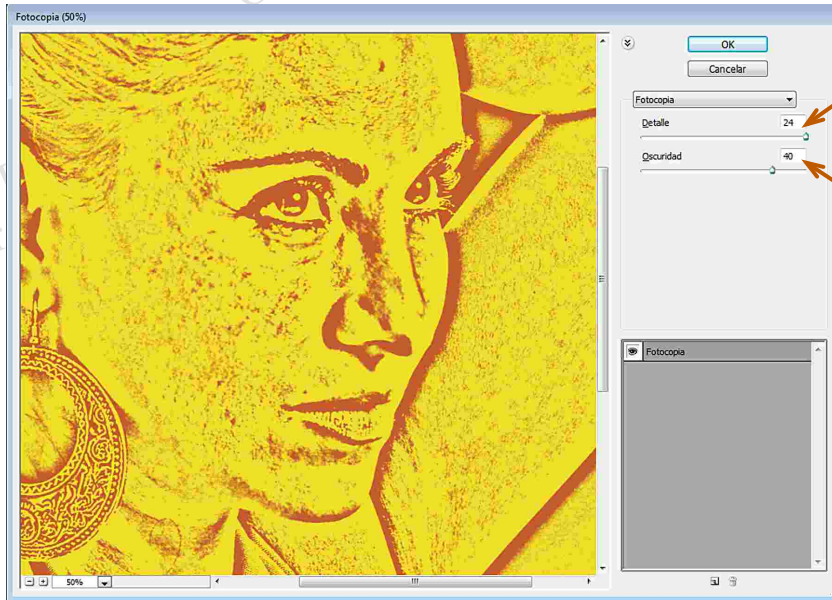 Fotocopia (50%)
OK
Cancelar
Fotocopia
Detalle 24
Oscuridad 40
Fotocopia
50%